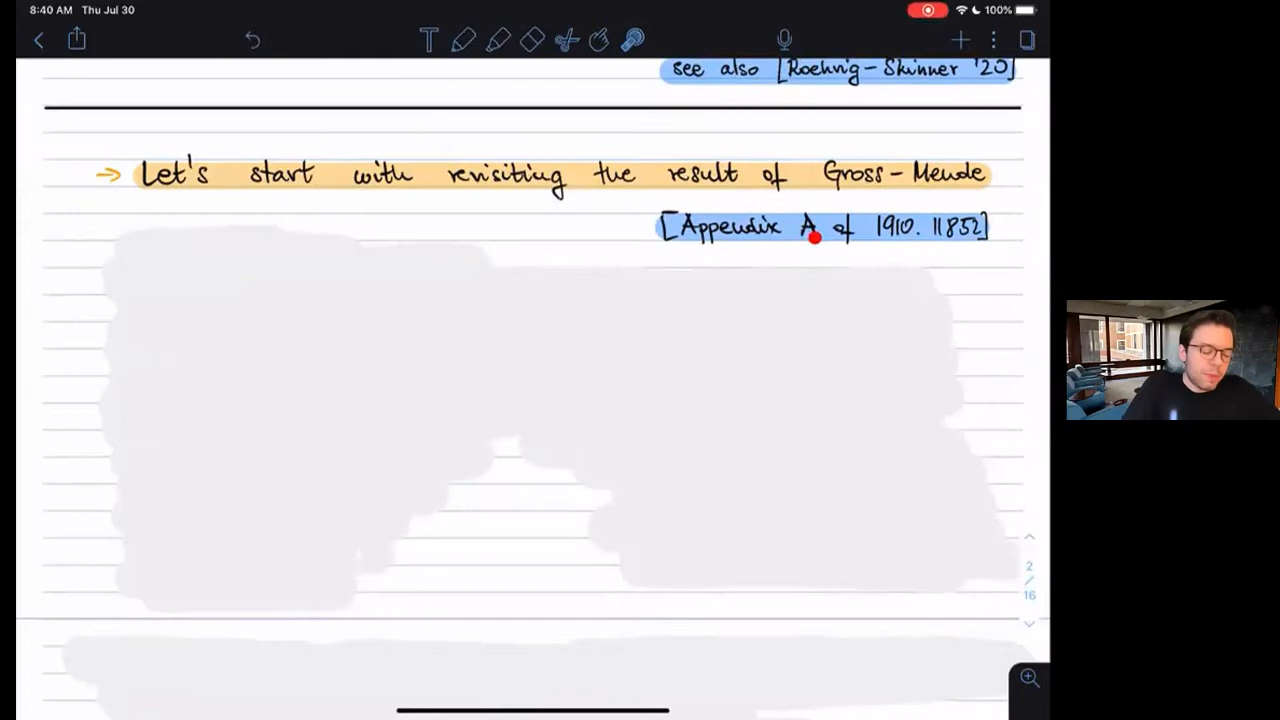 8:40 AM Thu Jul 30
100%
see also [Roehrig-Skinner '20]
→ Let's start with revisiting the result of Gross-Mende
[Appendix A of 1910.11852]
2
/
16